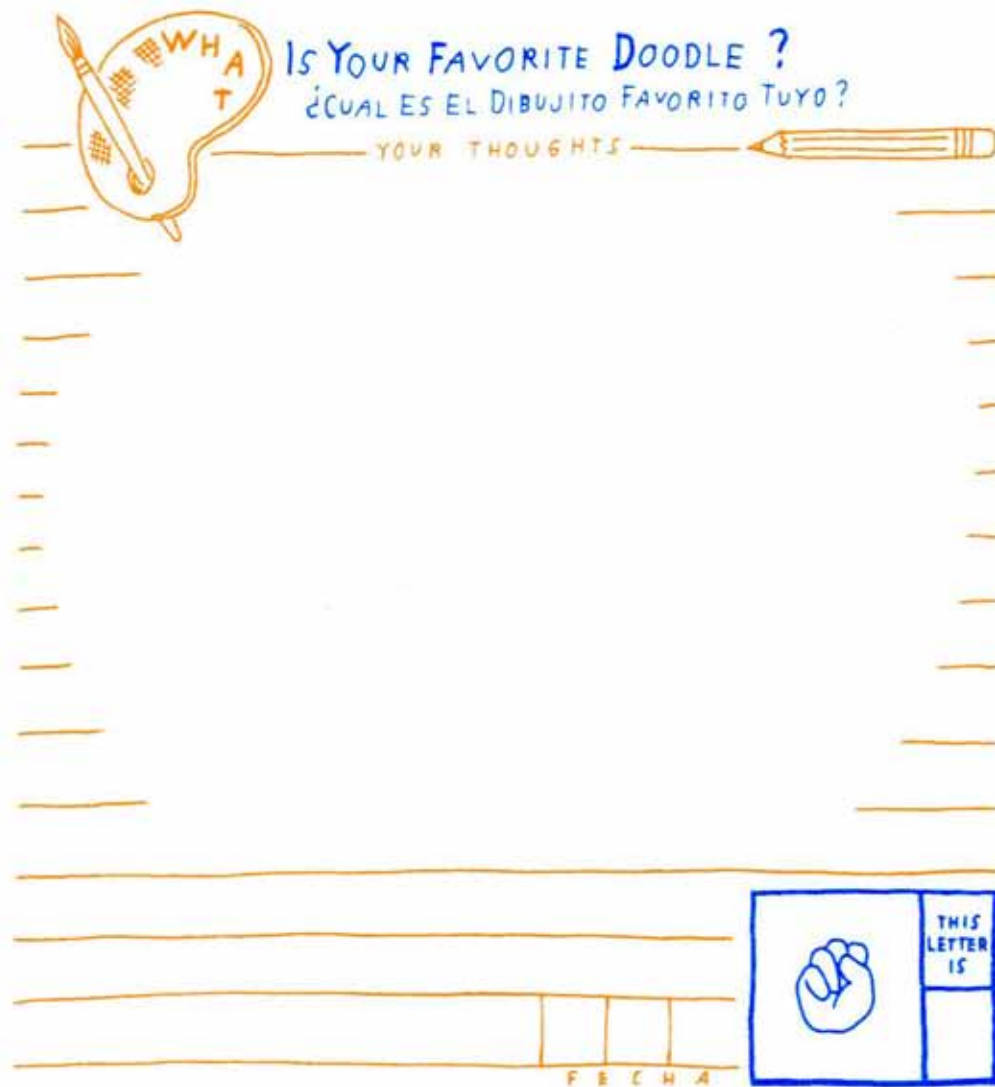 WHAT IS YOUR FAVORITE DOODLE ?
¿CUAL ES EL DIBUJITO FAVORITO TUYO?
YOUR THOUGHTS
THIS
LETTER
IS
FECHA